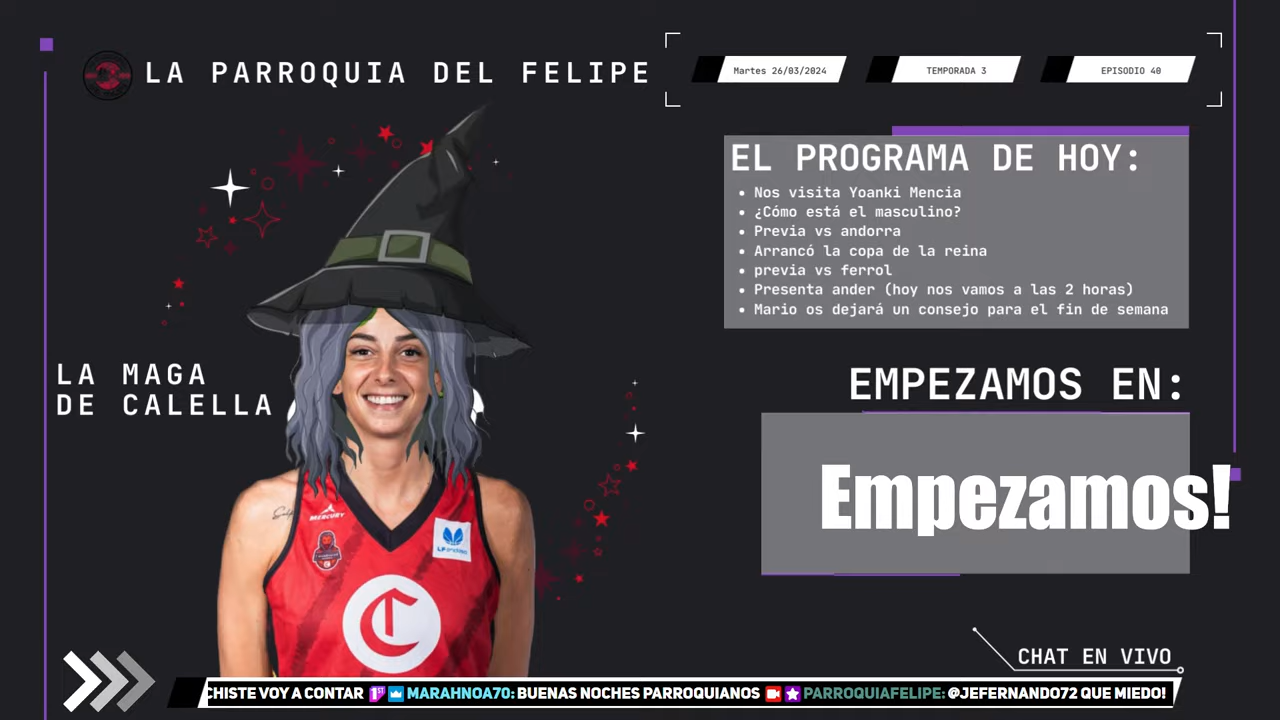 LA PARROQUIA DEL FELIPE
Martes 26/03/2024
TEMPORADA 3
EPISODIO 40
EL PROGRAMA DE HOY:
• Nos visita Yoanki Mencia
• ¿Cómo está el masculino?
• Previa vs andorra
• Arrancó la copa de la reina
• previa vs ferrol
• Presenta ander (hoy nos vamos a las 2 horas)
• Mario os dejará un consejo para el fin de semana
LA MAGA
DE CALELLA
EMPEZAMOS EN:
Empezamos!
MERCURY
CHAT EN VIVO
CHISTE VOY A CONTAR MARAHNOA70: BUENAS NOCHES PARROQUIANOS PARROQUIAFELIPE: @JEFERNANDO72 QUE MIEDO!